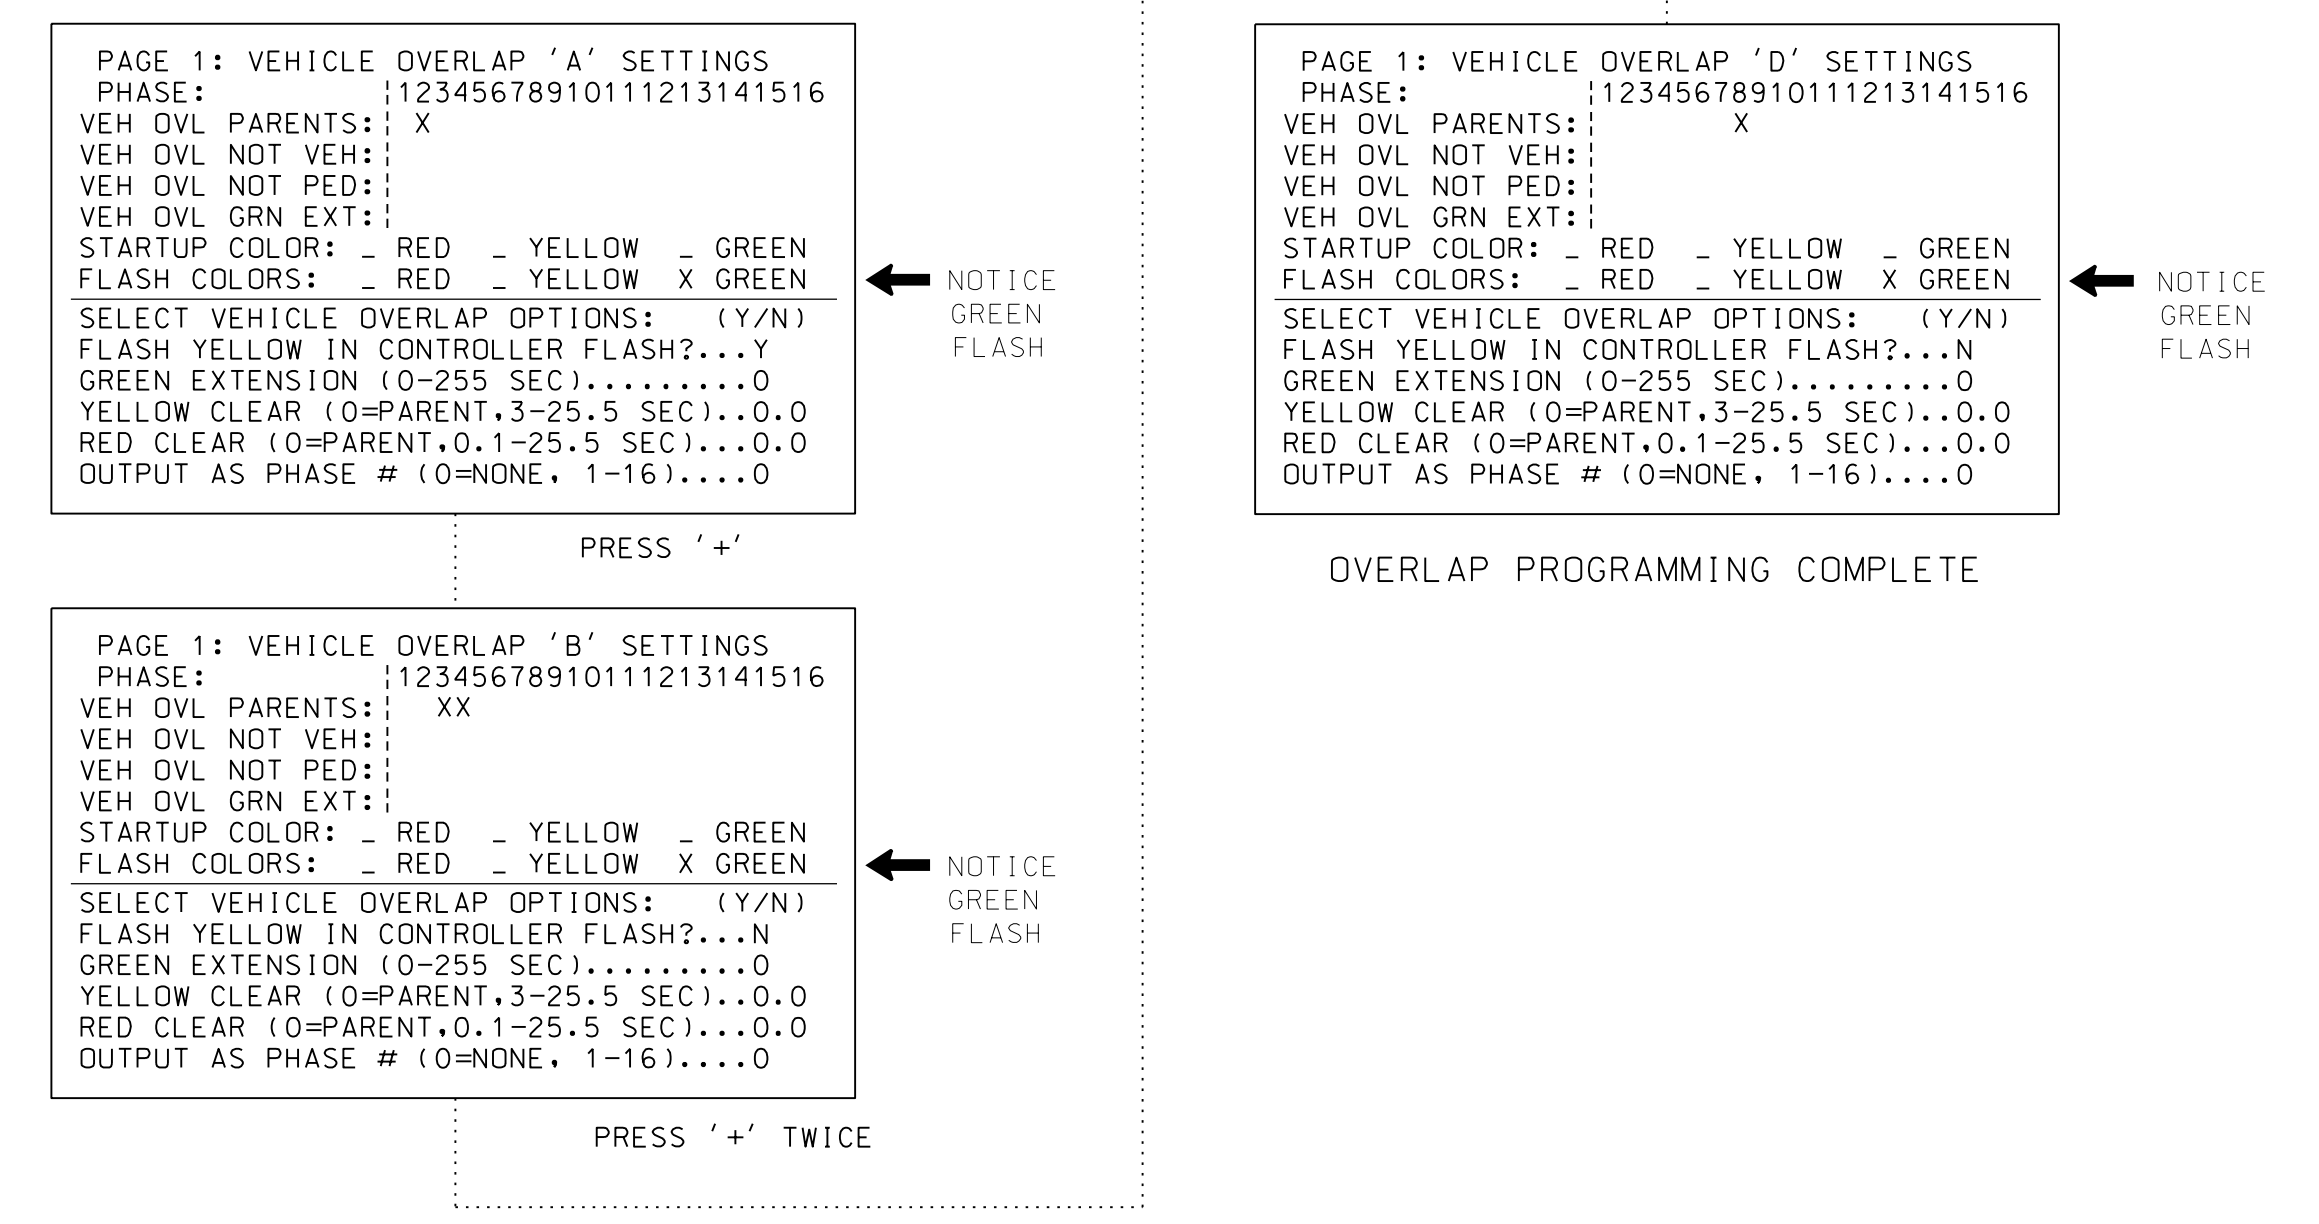 PAGE 1: VEHICLE OVERLAP 'A' SETTINGS
PHASE: |12345678910111213141516
VEH OVL PARENTS:| X
VEH OVL NOT VEH:|
VEH OVL NOT PED:|
VEH OVL GRN EXT:|
STARTUP COLOR: _ RED _ YELLOW _ GREEN
FLASH COLORS: _ RED _ YELLOW X GREEN
SELECT VEHICLE OVERLAP OPTIONS: (Y/N)
FLASH YELLOW IN CONTROLLER FLASH?...Y
GREEN EXTENSION (0-255 SEC).........0
YELLOW CLEAR (0=PARENT,3-25.5 SEC)..0.0
RED CLEAR (0=PARENT,0.1-25.5 SEC)...0.0
OUTPUT AS PHASE # (0=NONE, 1-16)....0
NOTICE
GREEN
FLASH
PRESS '+'
PAGE 1: VEHICLE OVERLAP 'B' SETTINGS
PHASE: |12345678910111213141516
VEH OVL PARENTS:| XX
VEH OVL NOT VEH:|
VEH OVL NOT PED:|
VEH OVL GRN EXT:|
STARTUP COLOR: _ RED _ YELLOW _ GREEN
FLASH COLORS: _ RED _ YELLOW X GREEN
SELECT VEHICLE OVERLAP OPTIONS: (Y/N)
FLASH YELLOW IN CONTROLLER FLASH?...N
GREEN EXTENSION (0-255 SEC).........0
YELLOW CLEAR (0=PARENT,3-25.5 SEC)..0.0
RED CLEAR (0=PARENT,0.1-25.5 SEC)...0.0
OUTPUT AS PHASE # (0=NONE, 1-16)....0
NOTICE
GREEN
FLASH
PRESS '+' TWICE
PAGE 1: VEHICLE OVERLAP 'D' SETTINGS
PHASE: |12345678910111213141516
VEH OVL PARENTS:| X
VEH OVL NOT VEH:|
VEH OVL NOT PED:|
VEH OVL GRN EXT:|
STARTUP COLOR: _ RED _ YELLOW _ GREEN
FLASH COLORS: _ RED _ YELLOW X GREEN
SELECT VEHICLE OVERLAP OPTIONS: (Y/N)
FLASH YELLOW IN CONTROLLER FLASH?...N
GREEN EXTENSION (0-255 SEC).........0
YELLOW CLEAR (0=PARENT,3-25.5 SEC)..0.0
RED CLEAR (0=PARENT,0.1-25.5 SEC)...0.0
OUTPUT AS PHASE # (0=NONE, 1-16)....0
NOTICE
GREEN
FLASH
OVERLAP PROGRAMMING COMPLETE